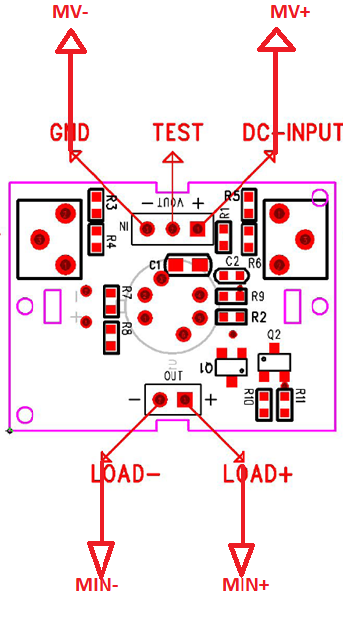 MV- MV+
GND TEST DC-INPUT
- VOUT +
IN
R3 R5 R1
R4 R6
C1 C2
R7 R9
- +
R8 R2
Q1 Q2
OUT
- +
R10 R11
LOAD- LOAD+
MIN- MIN+